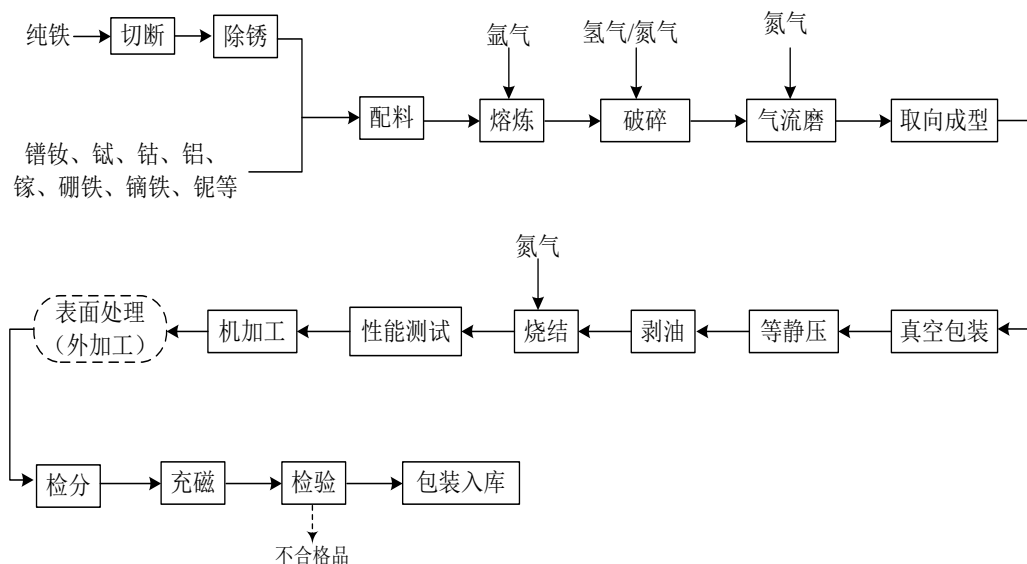 纯铁
切断
除锈
氩气
氢气/氮气
氮气
配料
熔炼
破碎
气流磨
取向成型
镨钕、铽、钴、铝、
镓、硼铁、镝铁、铌等
氮气
表面处理
（外加工）
机加工
性能测试
烧结
剥油
等静压
真空包装
检分
充磁
检验
包装入库
不合格品